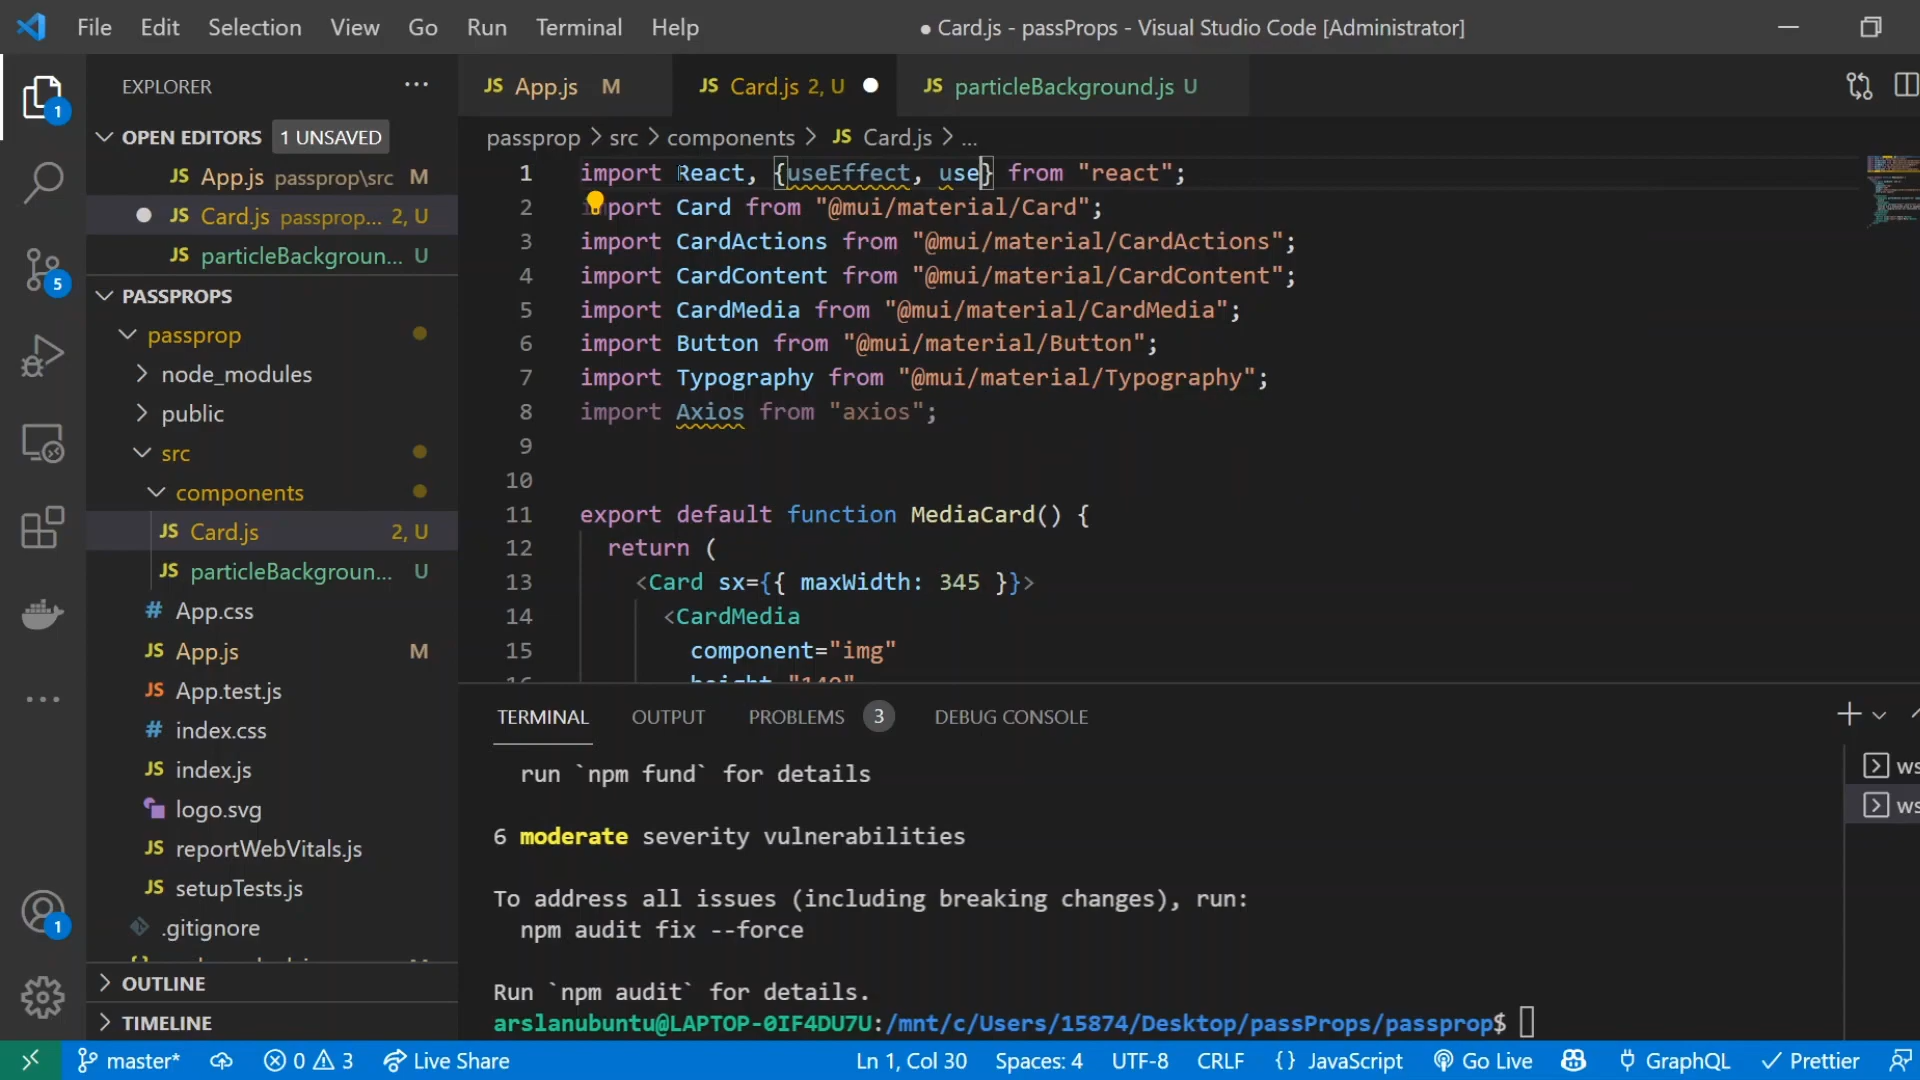 File Edit Selection View Go Run Terminal Help
● Card.js - passProps - Visual Studio Code [Administrator]
EXPLORER ...
OPEN EDITORS 1 UNSAVED
JS App.js passprop\src M
● JS Card.js passprop... 2, U
JS particleBackgroun... U
PASSPROPS
passprop
node_modules
public
src
components
JS Card.js 2, U
JS particleBackgroun... U
# App.css
JS App.js M
JS App.test.js
# index.css
JS index.js
logo.svg
JS reportWebVitals.js
JS setupTests.js
.gitignore
OUTLINE
TIMELINE
1
5
1
JS App.js M
JS Card.js 2, U ●
JS particleBackground.js U
passprop > src > components > JS Card.js > ...
1 import React, {useEffect, use} from "react";
2 import Card from "@mui/material/Card";
3 import CardActions from "@mui/material/CardActions";
4 import CardContent from "@mui/material/CardContent";
5 import CardMedia from "@mui/material/CardMedia";
6 import Button from "@mui/material/Button";
7 import Typography from "@mui/material/Typography";
8 import Axios from "axios";
9
10
11 export default function MediaCard() {
12 return (
13 <Card sx={{ maxWidth: 345 }}>
14 <CardMedia
15 component="img"
16 height="140"
TERMINAL OUTPUT PROBLEMS 3 DEBUG CONSOLE
run `npm fund` for details
6 moderate severity vulnerabilities
To address all issues (including breaking changes), run:
npm audit fix --force
Run `npm audit` for details.
arslanubuntu@LAPTOP-0IF4DU7U:/mnt/c/Users/15874/Desktop/passProps/passprop$
ws
ws
master* 0 3 Live Share Ln 1, Col 30 Spaces: 4 UTF-8 CRLF {} JavaScript Go Live GraphQL Prettier